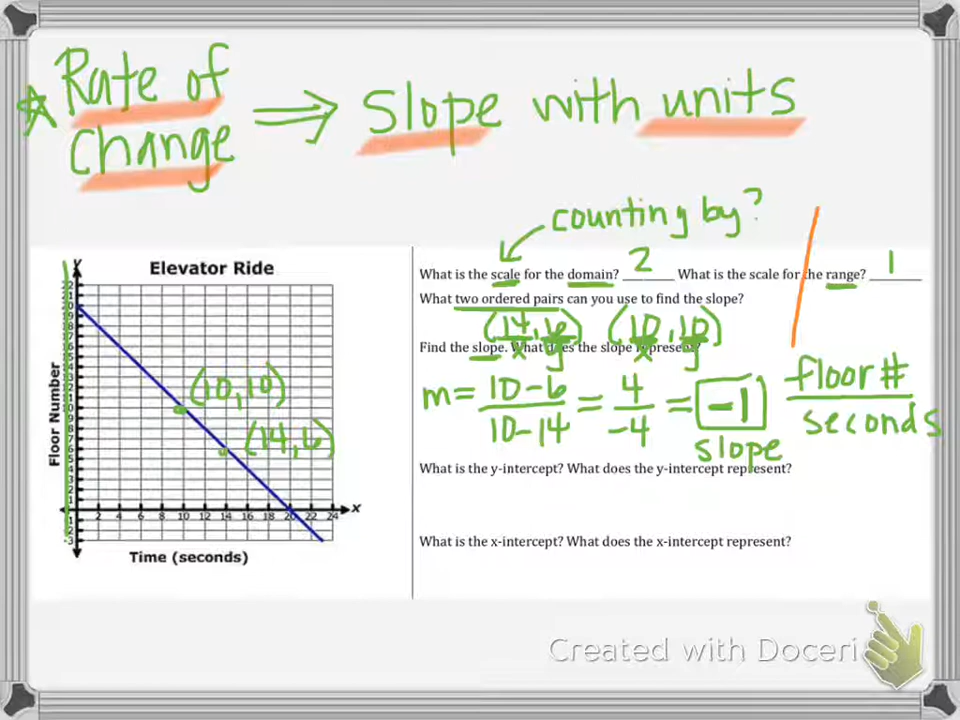 Rate of
change ⇒ slope with units
counting by?
What is the scale for the domain? 2 What is the scale for the range? 1
What two ordered pairs can you use to find the slope?
(14, 6) (10, 10)
x y x y
Find the slope. What does the slope represent?
m = 10-6 / 10-14 = 4 / -4 = -1 floor # / seconds
slope
What is the y-intercept? What does the y-intercept represent?
What is the x-intercept? What does the x-intercept represent?
Elevator Ride
Y
Floor Number
(10, 10)
(14, 6)
2 4 6 8 10 12 14 16 18 20 22 24 x
Time (seconds)
Created with Doceri